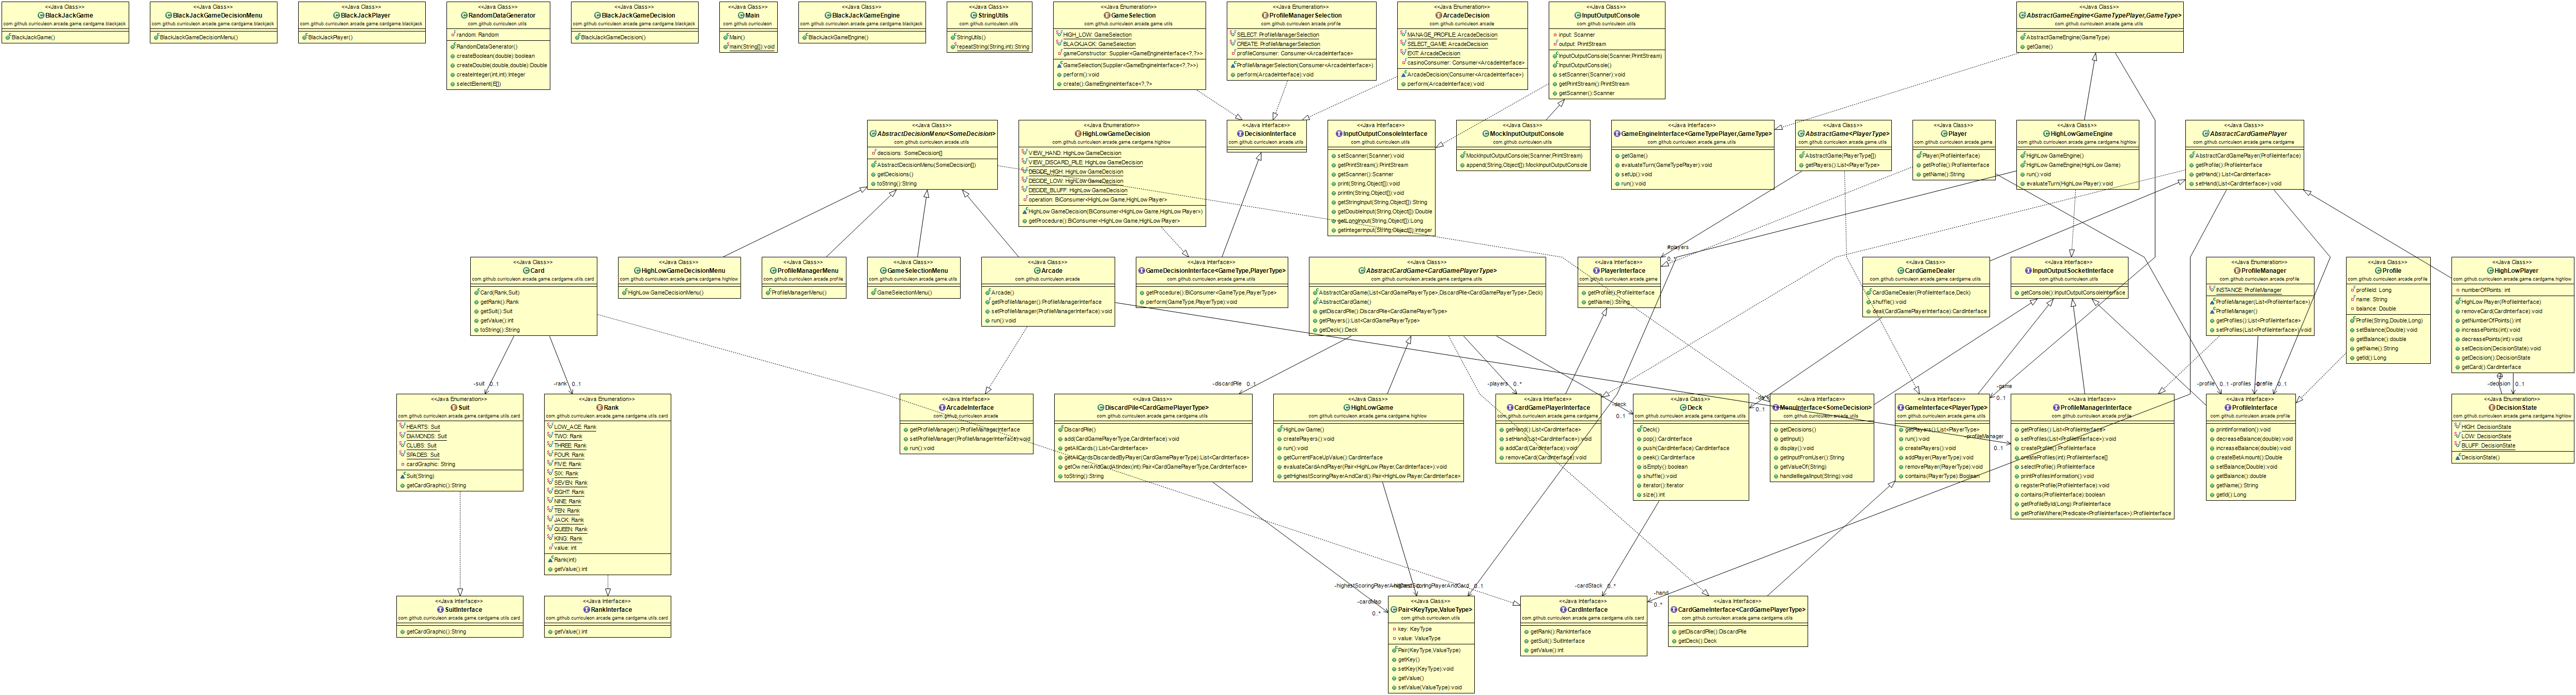 <<Java Class>>
BlackJackGame
com.github.curriculeon.arcade.game.cardgame.blackjack
BlackJackGame()
<<Java Class>>
BlackJackGameDecisionMenu
com.github.curriculeon.arcade.game.cardgame.blackjack
BlackJackGameDecisionMenu()
<<Java Class>>
BlackJackPlayer
com.github.curriculeon.arcade.game.cardgame.blackjack
BlackJackPlayer()
<<Java Class>>
RandomDataGenerator
com.github.curriculeon.arcade.utils
random: Random
RandomDataGenerator()
createBoolean(double):boolean
createDouble(double,double):Double
createInteger(int,int):Integer
selectElement(E[])
<<Java Class>>
BlackJackGameDecision
com.github.curriculeon.arcade.game.cardgame.blackjack
BlackJackGameDecision()
<<Java Class>>
Main
com.github.curriculeon
Main()
main(String[]):void
<<Java Class>>
BlackJackGameEngine
com.github.curriculeon.arcade.game.cardgame.blackjack
BlackJackGameEngine()
<<Java Class>>
StringUtils
com.github.curriculeon.utils
StringUtils()
repeatString(String,int):String
<<Java Enumeration>>
GameSelection
com.github.curriculeon.arcade.game.utils
HIGH_LOW: GameSelection
BLACKJACK: GameSelection
gameConstructor: Supplier<GameEngineInterface<?,?>>
GameSelection(Supplier<GameEngineInterface<?,?>>)
perform():void
create():GameEngineInterface<?,?>
<<Java Enumeration>>
ProfileManagerSelection
com.github.curriculeon.arcade.profile
SELECT: ProfileManagerSelection
CREATE: ProfileManagerSelection
profileConsumer: Consumer<ArcadeInterface>
ProfileManagerSelection(Consumer<ArcadeInterface>)
perform(ArcadeInterface):void
<<Java Enumeration>>
ArcadeDecision
com.github.curriculeon.arcade
MANAGE_PROFILE: ArcadeDecision
SELECT_GAME: ArcadeDecision
EXIT: ArcadeDecision
casinoConsumer: Consumer<ArcadeInterface>
ArcadeDecision(Consumer<ArcadeInterface>)
perform(ArcadeInterface):void
<<Java Class>>
InputOutputConsole
com.github.curriculeon.arcade.utils
input: Scanner
output: PrintStream
InputOutputConsole(Scanner,PrintStream)
InputOutputConsole()
setScanner(Scanner):void
getPrintStream():PrintStream
getScanner():Scanner
<<Java Class>>
AbstractGameEngine<GameTypePlayer,GameType>
com.github.curriculeon.arcade.game.utils
AbstractGameEngine(GameType)
getGame()
<<Java Class>>
AbstractDecisionMenu<SomeDecision>
com.github.curriculeon.arcade.utils
decisions: SomeDecision[]
AbstractDecisionMenu(SomeDecision[])
getDecisions()
toString():String
<<Java Enumeration>>
HighLowGameDecision
com.github.curriculeon.arcade.game.cardgame.highlow
VIEW_HAND: HighLowGameDecision
VIEW_DISCARD_PILE: HighLowGameDecision
DECIDE_HIGH: HighLowGameDecision
DECIDE_LOW: HighLowGameDecision
DECIDE_BLUFF: HighLowGameDecision
operation: BiConsumer<HighLowGame,HighLowPlayer>
HighLowGameDecision(BiConsumer<HighLowGame,HighLowPlayer>)
getProcedure():BiConsumer<HighLowGame,HighLowPlayer>
<<Java Interface>>
DecisionInterface
com.github.curriculeon.arcade.utils
<<Java Interface>>
InputOutputConsoleInterface
com.github.curriculeon.arcade.utils
setScanner(Scanner):void
getPrintStream():PrintStream
getScanner():Scanner
print(String,Object[]):void
println(String,Object[]):void
getStringInput(String,Object[]):String
getDoubleInput(String,Object[]):Double
getLongInput(String,Object[]):Long
getIntegerInput(String,Object[]):Integer
<<Java Class>>
MockInputOutputConsole
com.github.curriculeon.utils
MockInputOutputConsole(Scanner,PrintStream)
append(String,Object[]):MockInputOutputConsole
<<Java Interface>>
GameEngineInterface<GameTypePlayer,GameType>
com.github.curriculeon.arcade.game.utils
getGame()
evaluateTurn(GameTypePlayer):void
setUp():void
run():void
<<Java Class>>
AbstractGame<PlayerType>
com.github.curriculeon.arcade.game.utils
AbstractGame(PlayerType[])
getPlayers():List<PlayerType>
<<Java Class>>
Player
com.github.curriculeon.arcade.game
Player(ProfileInterface)
getProfile():ProfileInterface
getName():String
<<Java Class>>
HighLowGameEngine
com.github.curriculeon.arcade.game.cardgame.highlow
HighLowGameEngine()
HighLowGameEngine(HighLowGame)
run():void
evaluateTurn(HighLowPlayer):void
<<Java Class>>
AbstractCardGamePlayer
com.github.curriculeon.arcade.game.cardgame.utils
AbstractCardGamePlayer(ProfileInterface)
getProfile():ProfileInterface
getHand():List<CardInterface>
setHand(List<CardInterface>):void
#players
0..*
<<Java Class>>
Card
com.github.curriculeon.arcade.game.cardgame.utils.card
Card(Rank,Suit)
getRank():Rank
getSuit():Suit
getValue():int
toString():String
<<Java Class>>
HighLowGameDecisionMenu
com.github.curriculeon.arcade.game.cardgame.highlow
HighLowGameDecisionMenu()
<<Java Class>>
ProfileManagerMenu
com.github.curriculeon.arcade.profile
ProfileManagerMenu()
<<Java Class>>
GameSelectionMenu
com.github.curriculeon.arcade.game.utils
GameSelectionMenu()
<<Java Class>>
Arcade
com.github.curriculeon.arcade
Arcade()
getProfileManager():ProfileManagerInterface
setProfileManager(ProfileManagerInterface):void
run():void
<<Java Interface>>
GameDecisionInterface<GameType,PlayerType>
com.github.curriculeon.arcade.game.utils
getProcedure():BiConsumer<GameType,PlayerType>
perform(GameType,PlayerType):void
<<Java Class>>
AbstractCardGame<CardGamePlayerType>
com.github.curriculeon.arcade.game.cardgame.utils
AbstractCardGame(List<CardGamePlayerType>,DiscardPile<CardGamePlayerType>,Deck)
AbstractCardGame()
getDiscardPile():DiscardPile<CardGamePlayerType>
getPlayers():List<CardGamePlayerType>
getDeck():Deck
<<Java Interface>>
PlayerInterface
com.github.curriculeon.arcade.game
getProfile():ProfileInterface
getName():String
<<Java Class>>
CardGameDealer
com.github.curriculeon.arcade.game.cardgame.utils
CardGameDealer(ProfileInterface,Deck)
shuffle():void
deal(CardGamePlayerInterface):CardInterface
<<Java Interface>>
InputOutputSocketInterface
com.github.curriculeon.arcade.utils
getConsole():InputOutputConsoleInterface
<<Java Enumeration>>
ProfileManager
com.github.curriculeon.arcade.profile
INSTANCE: ProfileManager
ProfileManager(List<ProfileInterface>)
ProfileManager()
getProfiles():List<ProfileInterface>
setProfiles(List<ProfileInterface>):void
<<Java Class>>
Profile
com.github.curriculeon.arcade.profile
profileId: Long
name: String
balance: Double
Profile(String,Double,Long)
setBalance(Double):void
getBalance():double
getName():String
getId():Long
<<Java Class>>
HighLowPlayer
com.github.curriculeon.arcade.game.cardgame.highlow
numberOfPoints: int
HighLowPlayer(ProfileInterface)
removeCard(CardInterface):void
getNumberOfPoints():int
increasePoints(int):void
decreasePoints(int):void
setDecision(DecisionState):void
getDecision():DecisionState
getCard():CardInterface
-suit 0..1
-rank 0..1
-discardPile 0..1
-players 0..*
-deck
0..1
-game
0..1
-profile 0..1
-profiles
-profile 0..1
-decision 0..1
<<Java Enumeration>>
Suit
com.github.curriculeon.arcade.game.cardgame.utils.card
HEARTS: Suit
DIAMONDS: Suit
CLUBS: Suit
SPADES: Suit
cardGraphic: String
Suit(String)
getCardGraphic():String
<<Java Enumeration>>
Rank
com.github.curriculeon.arcade.game.cardgame.utils.card
LOW_ACE: Rank
TWO: Rank
THREE: Rank
FOUR: Rank
FIVE: Rank
SIX: Rank
SEVEN: Rank
EIGHT: Rank
NINE: Rank
TEN: Rank
JACK: Rank
QUEEN: Rank
KING: Rank
value: int
Rank(int)
getValue():int
<<Java Interface>>
ArcadeInterface
com.github.curriculeon.arcade
getProfileManager():ProfileManagerInterface
setProfileManager(ProfileManagerInterface):void
run():void
<<Java Class>>
DiscardPile<CardGamePlayerType>
com.github.curriculeon.arcade.game.cardgame.utils
DiscardPile()
add(CardGamePlayerType,CardInterface):void
getAllCards():List<CardInterface>
getAllCardsDiscardedByPlayer(CardGamePlayerType):List<CardInterface>
getOwnerAndCardAtIndex(int):Pair<CardGamePlayerType,CardInterface>
toString():String
<<Java Class>>
HighLowGame
com.github.curriculeon.arcade.game.cardgame.highlow
HighLowGame()
createPlayers():void
run():void
getCurrentFaceUpValue():CardInterface
evaluateCardAndPlayer(Pair<HighLowPlayer,CardInterface>):void
getHighestScoringPlayerAndCard():Pair<HighLowPlayer,CardInterface>
<<Java Interface>>
CardGamePlayerInterface
com.github.curriculeon.arcade.game.cardgame.utils
getHand():List<CardInterface>
setHand(List<CardInterface>):void
addCard(CardInterface):void
removeCard(CardInterface):void
<<Java Class>>
Deck
com.github.curriculeon.arcade.game.cardgame.utils
Deck()
pop():CardInterface
push(CardInterface):CardInterface
peek():CardInterface
isEmpty():boolean
shuffle():void
iterator():Iterator
size():int
<<Java Interface>>
MenuInterface<SomeDecision>
com.github.curriculeon.arcade.utils
getDecisions()
getInput()
display():void
getInputFromUser():String
getValueOf(String)
handleIllegalInput(String):void
<<Java Interface>>
GameInterface<PlayerType>
com.github.curriculeon.arcade.game.utils
getPlayers():List<PlayerType>
run():void
createPlayers():void
addPlayer(PlayerType):void
removePlayer(PlayerType):void
contains(PlayerType):Boolean
-profileManager
0..1
<<Java Interface>>
ProfileManagerInterface
com.github.curriculeon.arcade.profile
getProfiles():List<ProfileInterface>
setProfiles(List<ProfileInterface>):void
createProfile():ProfileInterface
createProfiles(int):ProfileInterface[]
selectProfile():ProfileInterface
printProfilesInformation():void
registerProfile(ProfileInterface):void
contains(ProfileInterface):boolean
getProfileById(Long):ProfileInterface
getProfileWhere(Predicate<ProfileInterface>):ProfileInterface
<<Java Interface>>
ProfileInterface
com.github.curriculeon.arcade.profile
printInformation():void
decreaseBalance(double):void
increaseBalance(double):void
createBetAmount():Double
setBalance(Double):void
getBalance():double
getName():String
getId():Long
<<Java Enumeration>>
DecisionState
com.github.curriculeon.arcade.game.cardgame.highlow
HIGH: DecisionState
LOW: DecisionState
BLUFF: DecisionState
DecisionState()
-cardMap
0..*
0..1
-cardStack 0..*
-hand
0..*
<<Java Interface>>
SuitInterface
com.github.curriculeon.arcade.game.cardgame.utils.card
getCardGraphic():String
<<Java Interface>>
RankInterface
com.github.curriculeon.arcade.game.cardgame.utils.card
getValue():int
<<Java Class>>
Pair<KeyType,ValueType>
com.github.curriculeon.utils
key: KeyType
value: ValueType
Pair(KeyType,ValueType)
getKey()
setKey(KeyType):void
getValue()
setValue(ValueType):void
<<Java Interface>>
CardInterface
com.github.curriculeon.arcade.game.cardgame.utils.card
getRank():RankInterface
getSuit():SuitInterface
getValue():int
<<Java Interface>>
CardGameInterface<CardGamePlayerType>
com.github.curriculeon.arcade.game.cardgame.utils
getDiscardPile():DiscardPile
getDeck():Deck